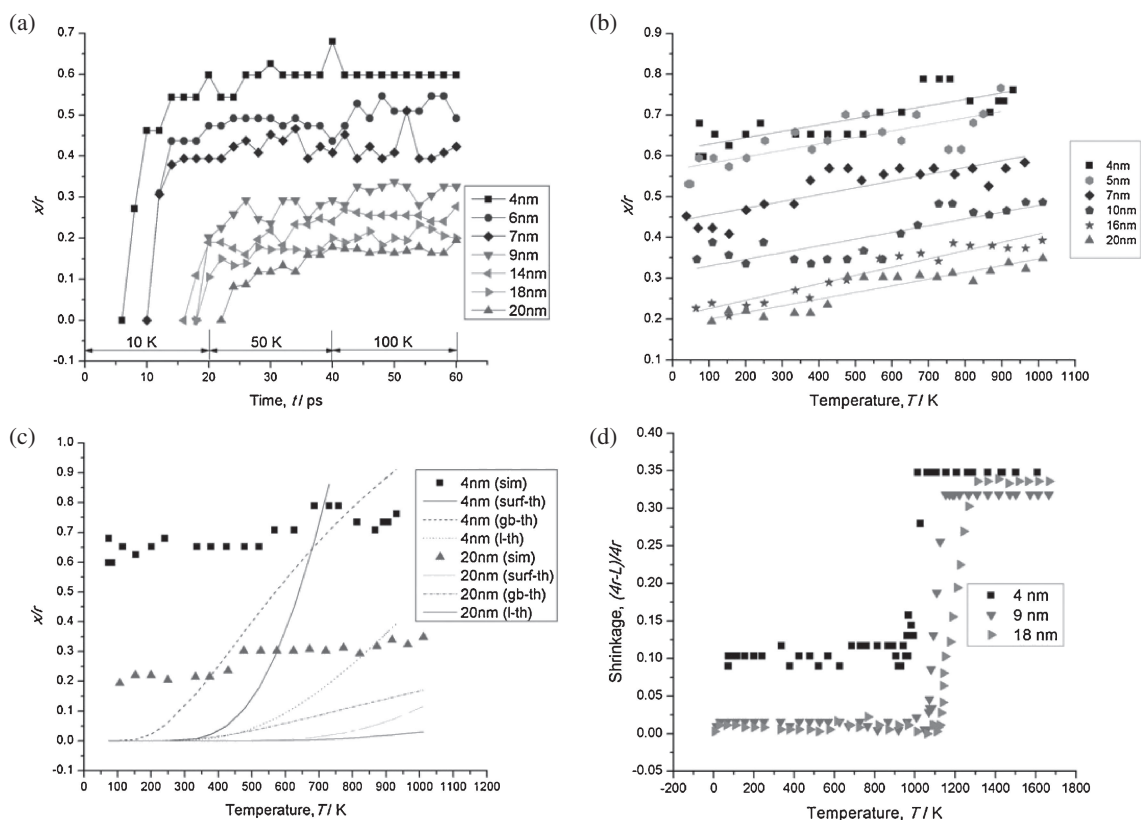 (a)
0.7
0.6
0.5
0.4
0.3
0.2
0.1
0.0
-0.1
x/r
4nm
6nm
7nm
9nm
14nm
18nm
20nm
10 K
50 K
100 K
0
10
20
30
40
50
60
Time, t / ps
(b)
0.9
0.8
0.7
0.6
0.5
0.4
0.3
0.2
0.1
x/r
4nm
5nm
7nm
10nm
16nm
20nm
0
100
200
300
400
500
600
700
800
900
1000
1100
Temperature, T / K
(c)
1.0
0.9
0.8
0.7
0.6
0.5
0.4
0.3
0.2
0.1
0.0
-0.1
x/r
4nm (sim)
4nm (surf-th)
4nm (gb-th)
4nm (l-th)
20nm (sim)
20nm (surf-th)
20nm (gb-th)
20nm (l-th)
0
100
200
300
400
500
600
700
800
900
1000
1100
1200
Temperature, T / K
(d)
0.40
0.35
0.30
0.25
0.20
0.15
0.10
0.05
0.00
-0.05
Shrinkage, (4r-L)/4r
4 nm
9 nm
18 nm
0
200
400
600
800
1000
1200
1400
1600
1800
Temperature, T / K